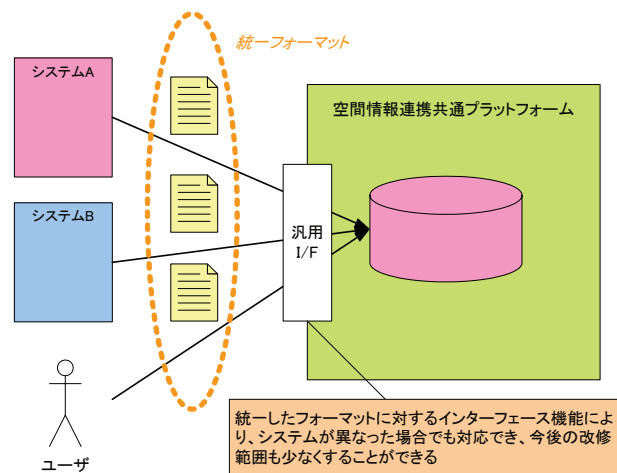 統一フォーマット
システムA
空間情報連携共通プラットフォーム
システムB
汎用
I/F
ユーザ
統一したフォーマットに対するインターフェース機能によ
り、システムが異なった場合でも対応でき、今後の改修
範囲も少なくすることができる